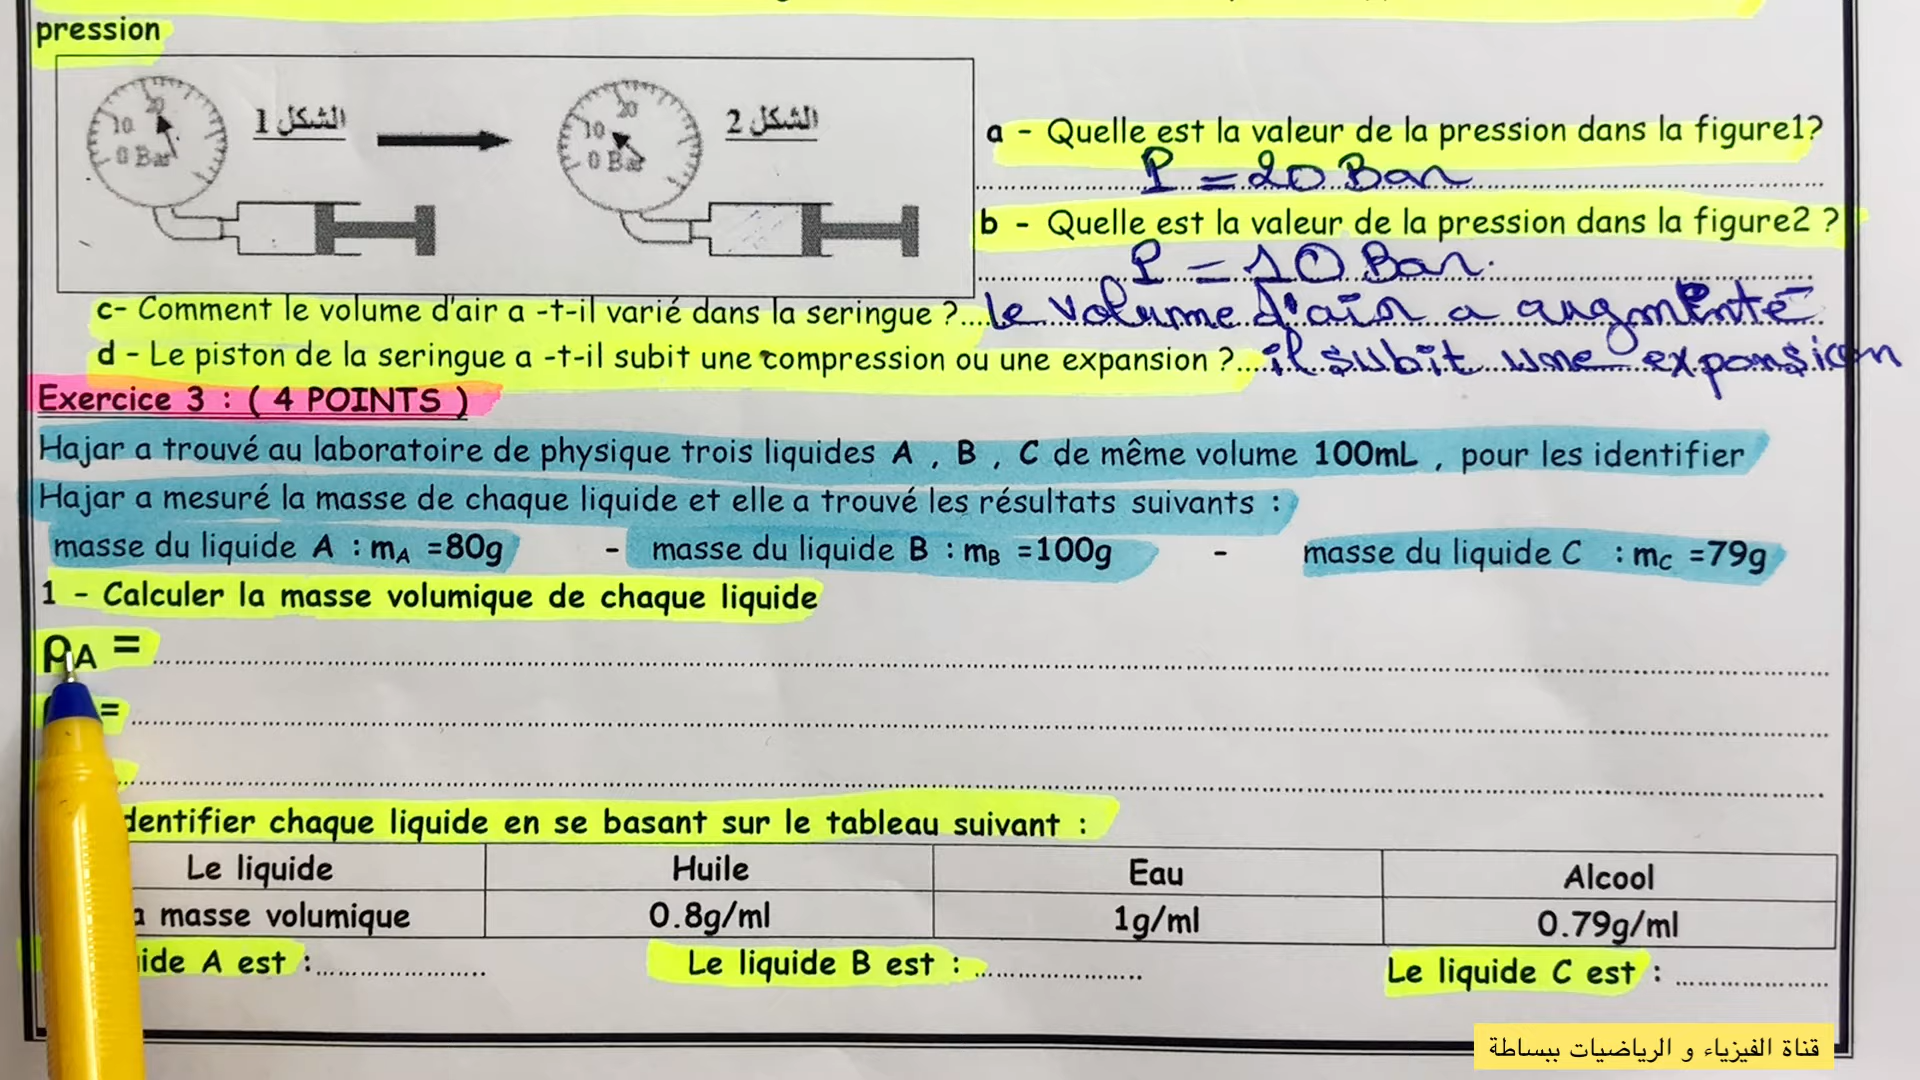 pression
20
10
0 Bar
الشكل 1
20
10
0 Bar
الشكل 2
a - Quelle est la valeur de la pression dans la figure1?
P = 20 Bar
b - Quelle est la valeur de la pression dans la figure2 ?
P = 10 Bar.
c- Comment le volume d'air a -t-il varié dans la seringue ?....le volume d'air a augmenté
d - Le piston de la seringue a -t-il subit une compression ou une expansion ?....il subit une expansion
Exercice 3 : ( 4 POINTS )
Hajar a trouvé au laboratoire de physique trois liquides A , B , C de même volume 100mL , pour les identifier
Hajar a mesuré la masse de chaque liquide et elle a trouvé les résultats suivants :
masse du liquide A : mA =80g - masse du liquide B : mB =100g - masse du liquide C : mC =79g
1 - Calculer la masse volumique de chaque liquide
ρA =
=
dentifier chaque liquide en se basant sur le tableau suivant :
Le liquide Huile Eau Alcool
masse volumique 0.8g/ml 1g/ml 0.79g/ml
ide A est :.................... Le liquide B est : .................... Le liquide C est : ....................
قناة الفيزياء و الرياضيات ببساطة